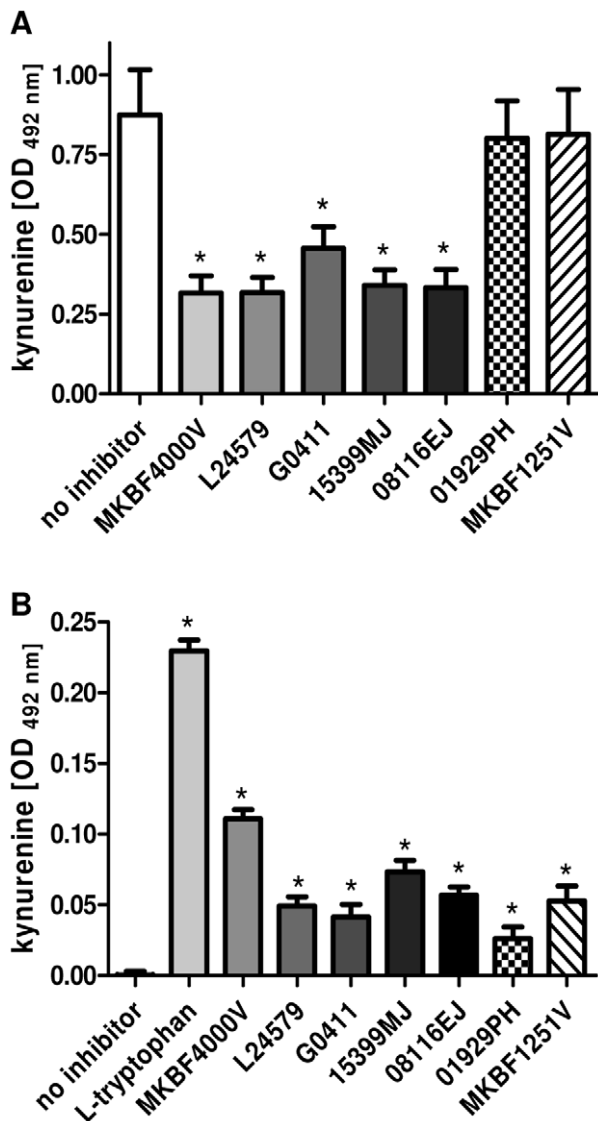 A
kynurenine [OD 492 nm]
1.00
0.75
0.50
0.25
0.00
* * * * *
no inhibitor
MKBF4000V
L24579
G0411
15399MJ
08116EJ
01929PH
MKBF1251V
B
kynurenine [OD 492 nm]
0.25
0.20
0.15
0.10
0.05
0.00
* * * * * * * *
no inhibitor
L-tryptophan
MKBF4000V
L24579
G0411
15399MJ
08116EJ
01929PH
MKBF1251V